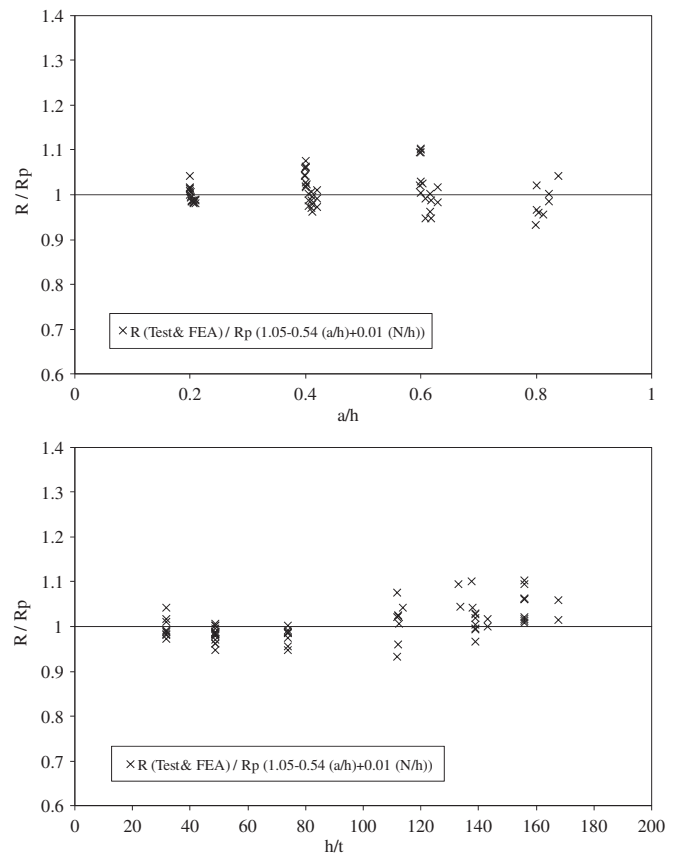 1.4
1.3
1.2
1.1
1
0.9
0.8
0.7
0.6
R / Rp
R (Test& FEA) / Rp (1.05-0.54 (a/h)+0.01 (N/h))
0 0.2 0.4 0.6 0.8 1
a/h
1.4
1.3
1.2
1.1
1
0.9
0.8
0.7
0.6
R / Rp
R (Test& FEA) / Rp (1.05-0.54 (a/h)+0.01 (N/h))
0 20 40 60 80 100 120 140 160 180 200
h/t